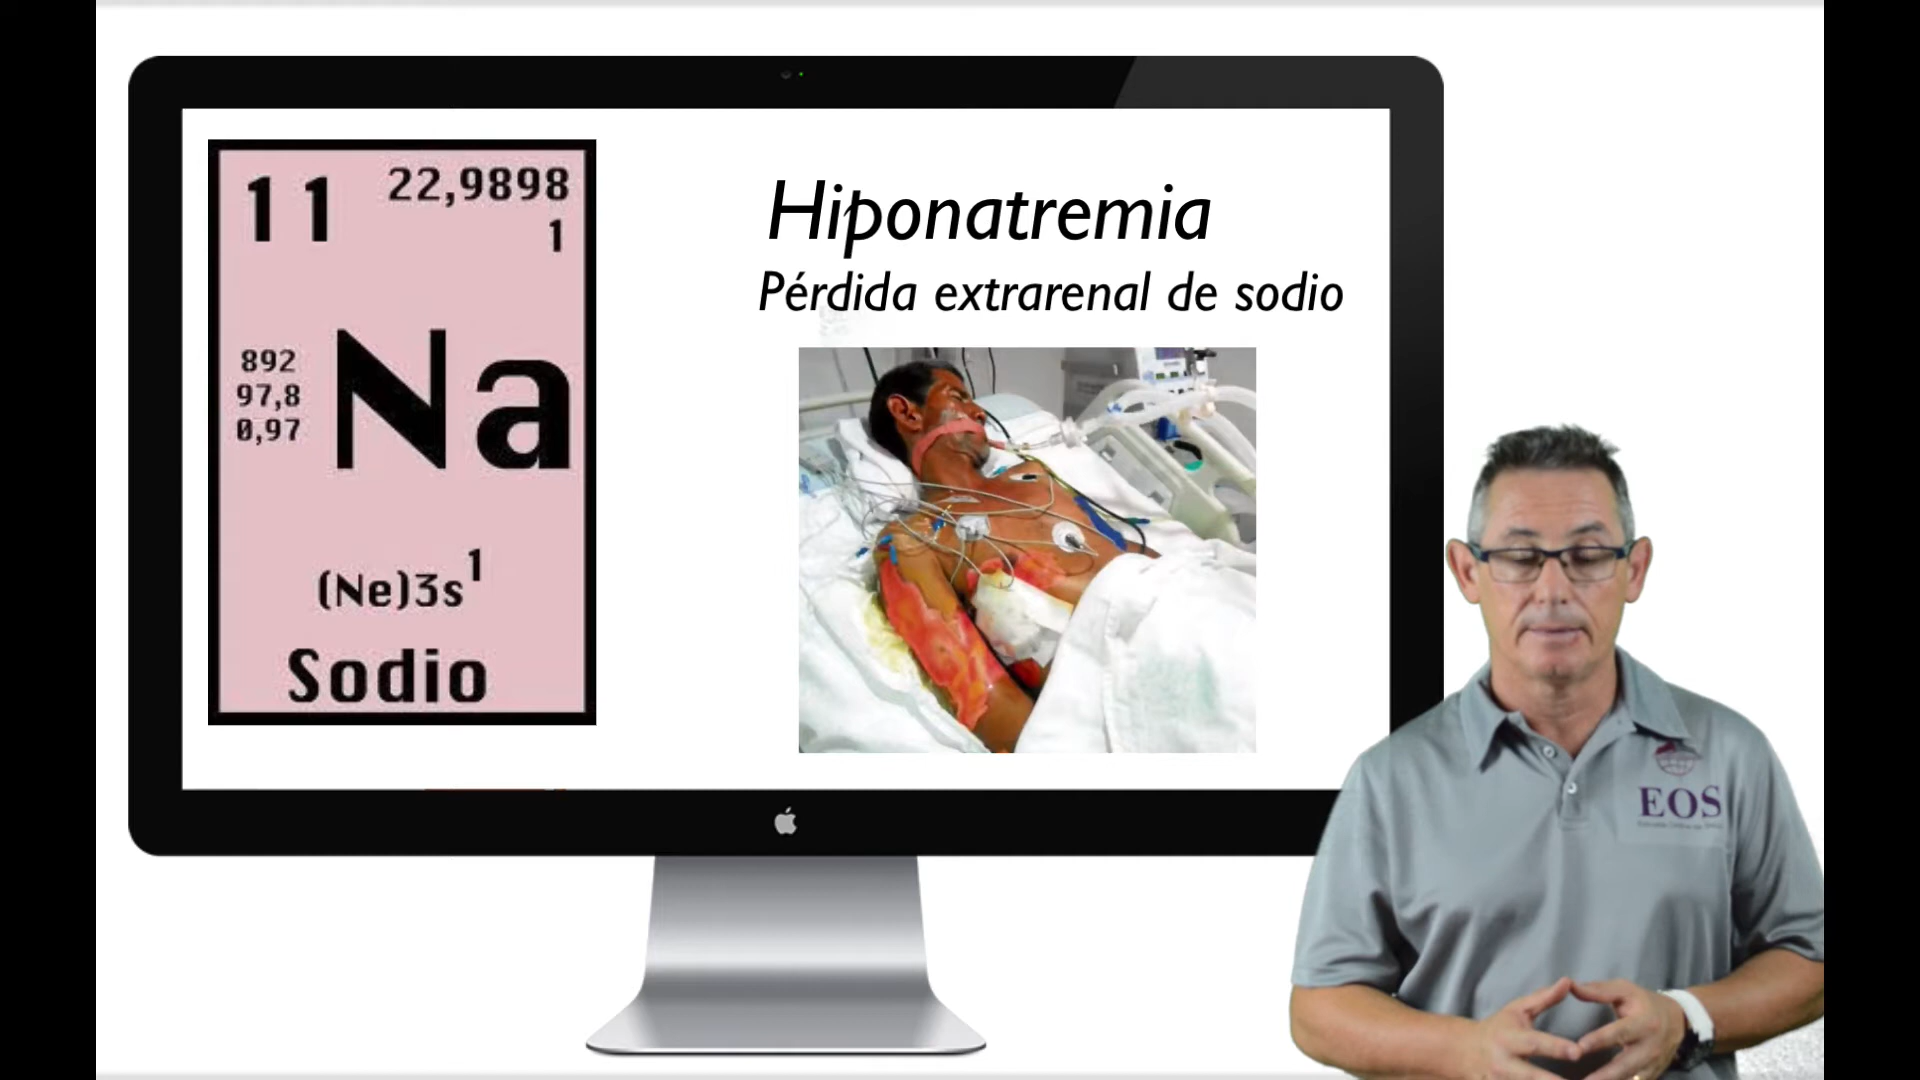 11
22,9898
1
892
97,8
0,97
Na
(Ne)3s1
Sodio
Hiponatremia
Pérdida extrarenal de sodio
EOS